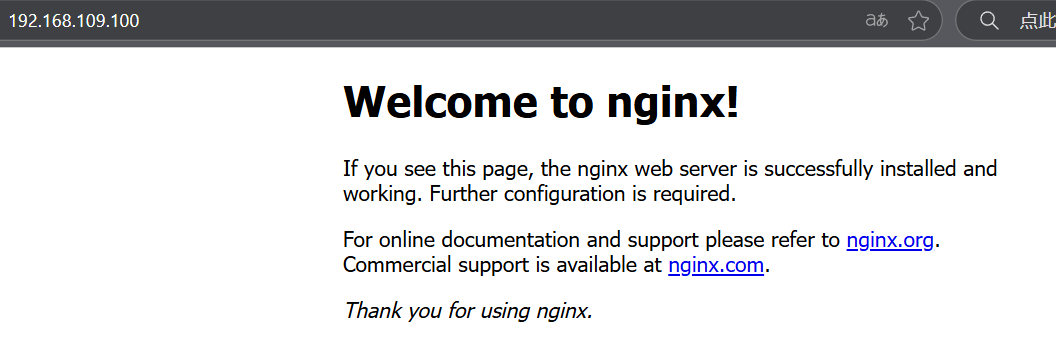 192.168.109.100
aあ
点此
Welcome to nginx!
If you see this page, the nginx web server is successfully installed and
working. Further configuration is required.
For online documentation and support please refer to nginx.org.
Commercial support is available at nginx.com.
Thank you for using nginx.